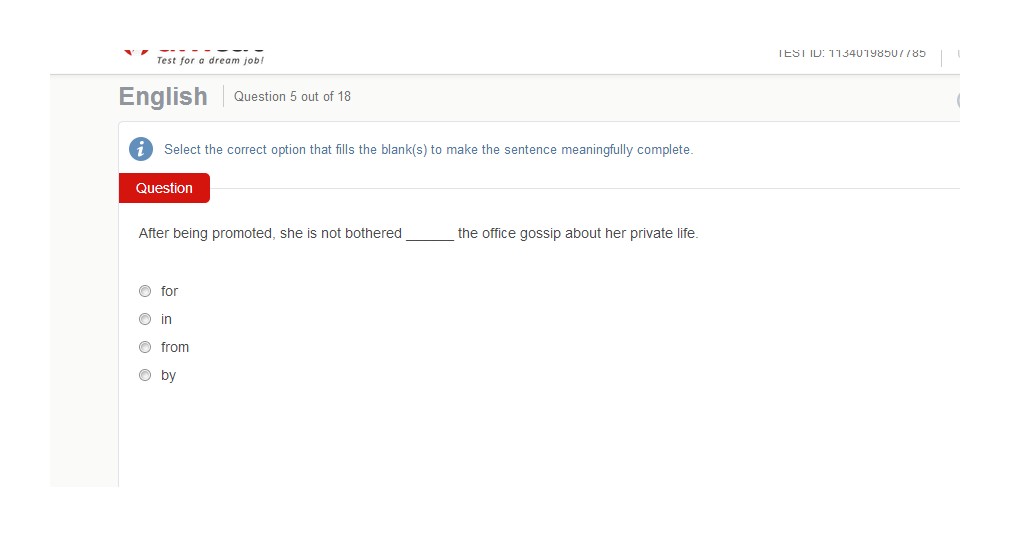 Test for a dream job!
TEST ID: 11340198507785
English
Question 5 out of 18
Select the correct option that fills the blank(s) to make the sentence meaningfully complete.
Question
After being promoted, she is not bothered ______ the office gossip about her private life.
for
in
from
by